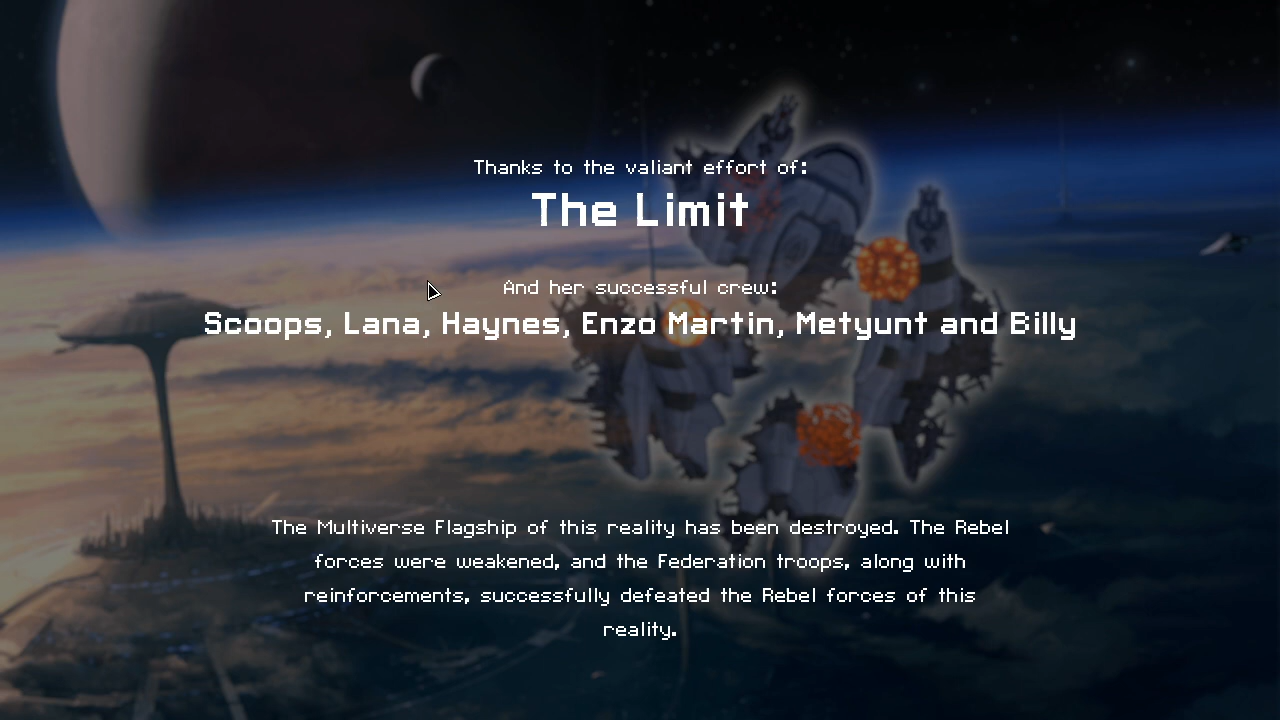 Thanks to the valiant effort of:
The Limit
And her successful crew:
Scoops, Lana, Haynes, Enzo Martin, Metyunt and Billy
The Multiverse Flagship of this reality has been destroyed. The Rebel
forces were weakened, and the Federation troops, along with
reinforcements, successfully defeated the Rebel forces of this
reality.